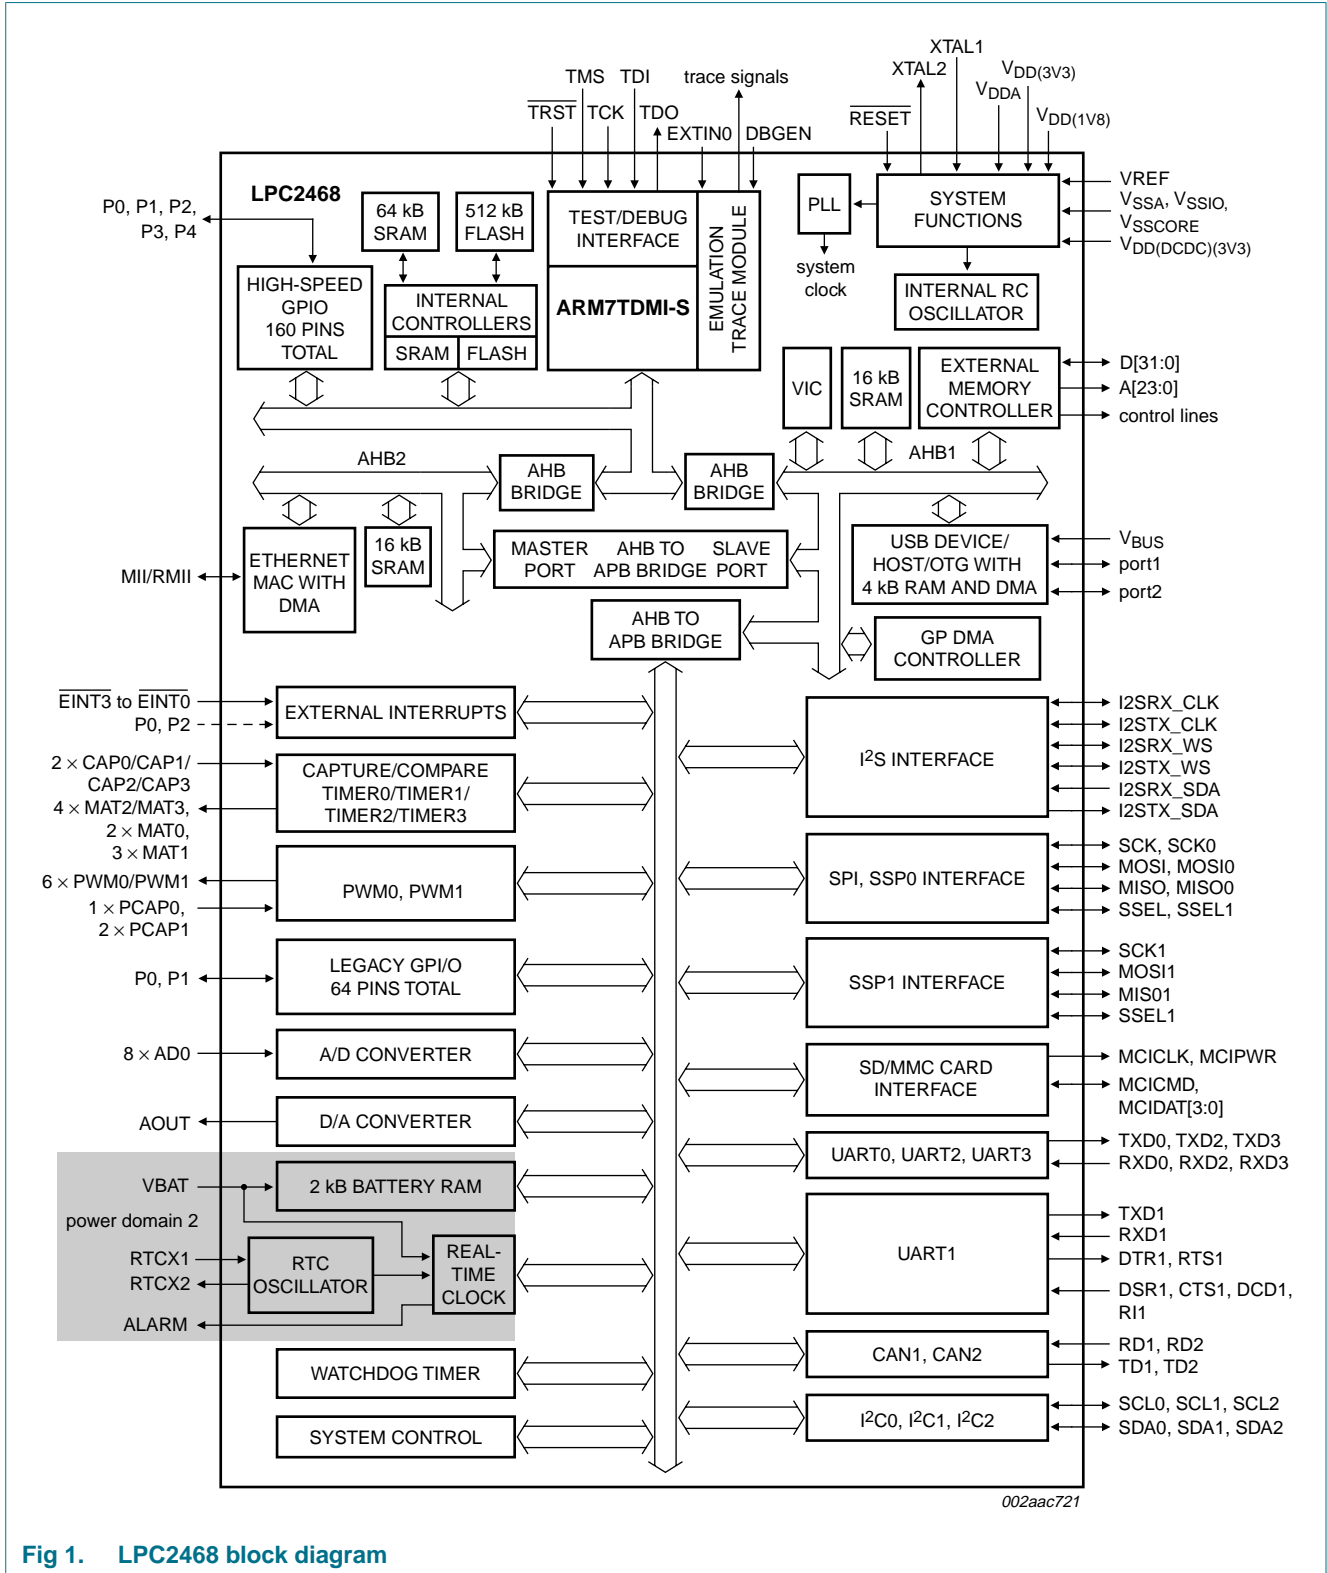 XTAL1
XTAL2
VDD(3V3)
VDDA
VDD(1V8)
RESET
TMS
TDI
trace signals
TRST
TCK
TDO
EXTIN0
DBGEN
LPC2468
P0, P1, P2,
P3, P4
64 kB
SRAM
512 kB
FLASH
TEST/DEBUG
INTERFACE
EMULATION
TRACE MODULE
PLL
SYSTEM
FUNCTIONS
VREF
VSSA, VSSIO,
VSSCORE
VDD(DCDC)(3V3)
system
clock
HIGH-SPEED
GPIO
160 PINS
TOTAL
INTERNAL
CONTROLLERS
SRAM
FLASH
ARM7TDMI-S
INTERNAL RC
OSCILLATOR
VIC
16 kB
SRAM
EXTERNAL
MEMORY
CONTROLLER
D[31:0]
A[23:0]
control lines
AHB2
AHB
BRIDGE
AHB
BRIDGE
AHB1
ETHERNET
MAC WITH
DMA
16 kB
SRAM
MASTER
PORT
AHB TO
APB BRIDGE
SLAVE
PORT
USB DEVICE/
HOST/OTG WITH
4 kB RAM AND DMA
VBUS
port1
port2
MII/RMII
AHB TO
APB BRIDGE
GP DMA
CONTROLLER
EINT3 to EINT0
P0, P2
EXTERNAL INTERRUPTS
2 × CAP0/CAP1/
CAP2/CAP3
4 × MAT2/MAT3,
2 × MAT0,
3 × MAT1
CAPTURE/COMPARE
TIMER0/TIMER1/
TIMER2/TIMER3
6 × PWM0/PWM1
1 × PCAP0,
2 × PCAP1
PWM0, PWM1
P0, P1
LEGACY GPI/O
64 PINS TOTAL
8 × AD0
A/D CONVERTER
AOUT
D/A CONVERTER
VBAT
2 kB BATTERY RAM
power domain 2
RTCX1
RTCX2
RTC
OSCILLATOR
REAL-
TIME
CLOCK
ALARM
WATCHDOG TIMER
SYSTEM CONTROL
I2S INTERFACE
I2SRX_CLK
I2STX_CLK
I2SRX_WS
I2STX_WS
I2SRX_SDA
I2STX_SDA
SPI, SSP0 INTERFACE
SCK, SCK0
MOSI, MOSI0
MISO, MISO0
SSEL, SSEL1
SSP1 INTERFACE
SCK1
MOSI1
MIS01
SSEL1
SD/MMC CARD
INTERFACE
MCICLK, MCIPWR
MCICMD,
MCIDAT[3:0]
UART0, UART2, UART3
TXD0, TXD2, TXD3
RXD0, RXD2, RXD3
UART1
TXD1
RXD1
DTR1, RTS1
DSR1, CTS1, DCD1,
RI1
CAN1, CAN2
RD1, RD2
TD1, TD2
I2C0, I2C1, I2C2
SCL0, SCL1, SCL2
SDA0, SDA1, SDA2
002aac721
Fig 1. LPC2468 block diagram